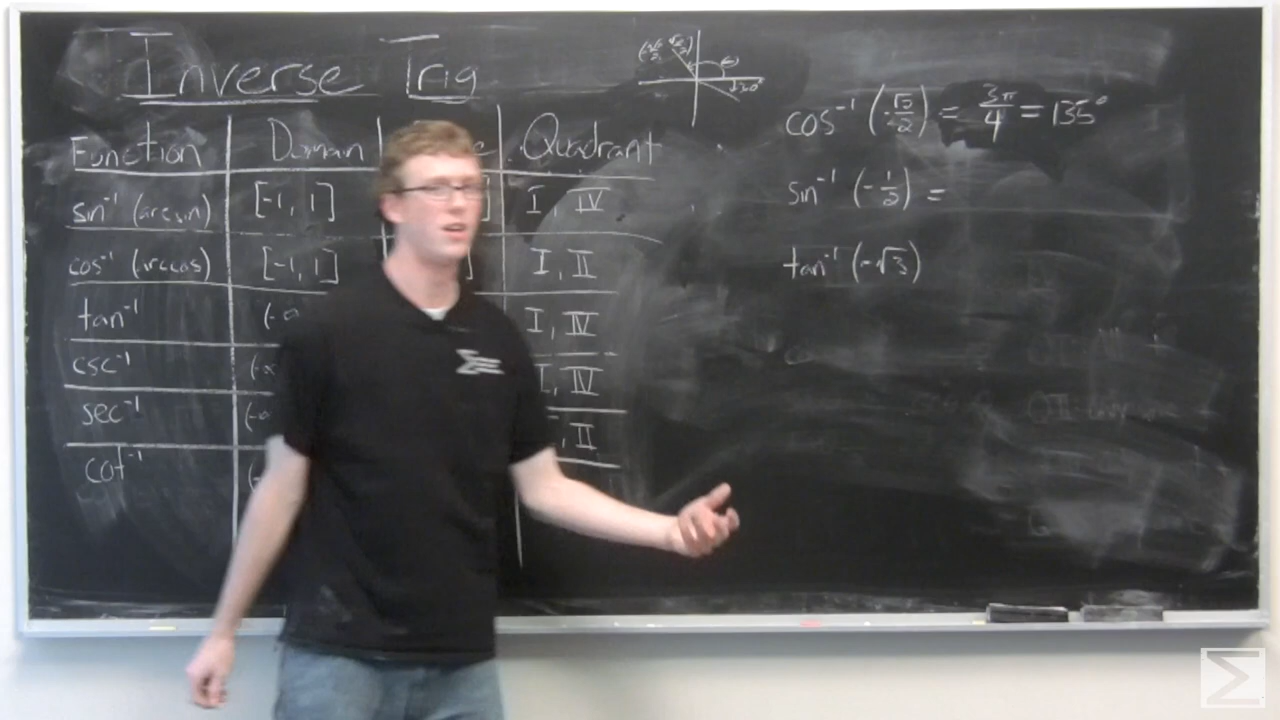 Inverse Trig
Function Domain Quadrant
sin⁻¹ (arcsin) [-1, 1] ] I, IV
cos⁻¹ (arccos) [-1, 1] ] I, II
tan⁻¹ (-∞ I, IV
csc⁻¹ (-∞ I, IV
sec⁻¹ (-∞ , II
cot⁻¹ (-
cos⁻¹ (-√2/2) = 3π/4 = 135°
sin⁻¹ (-1/2) =
tan⁻¹ (-√3)